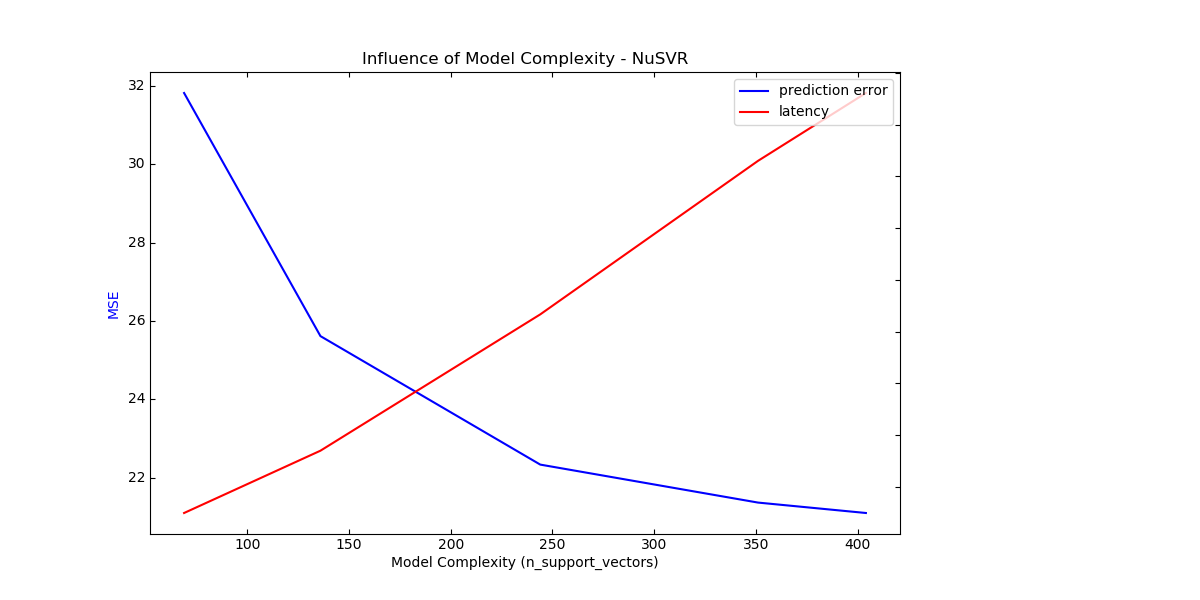 Influence of Model Complexity - NuSVR
prediction error
latency
32
30
28
26
24
22
MSE
100 150 200 250 300 350 400
Model Complexity (n_support_vectors)